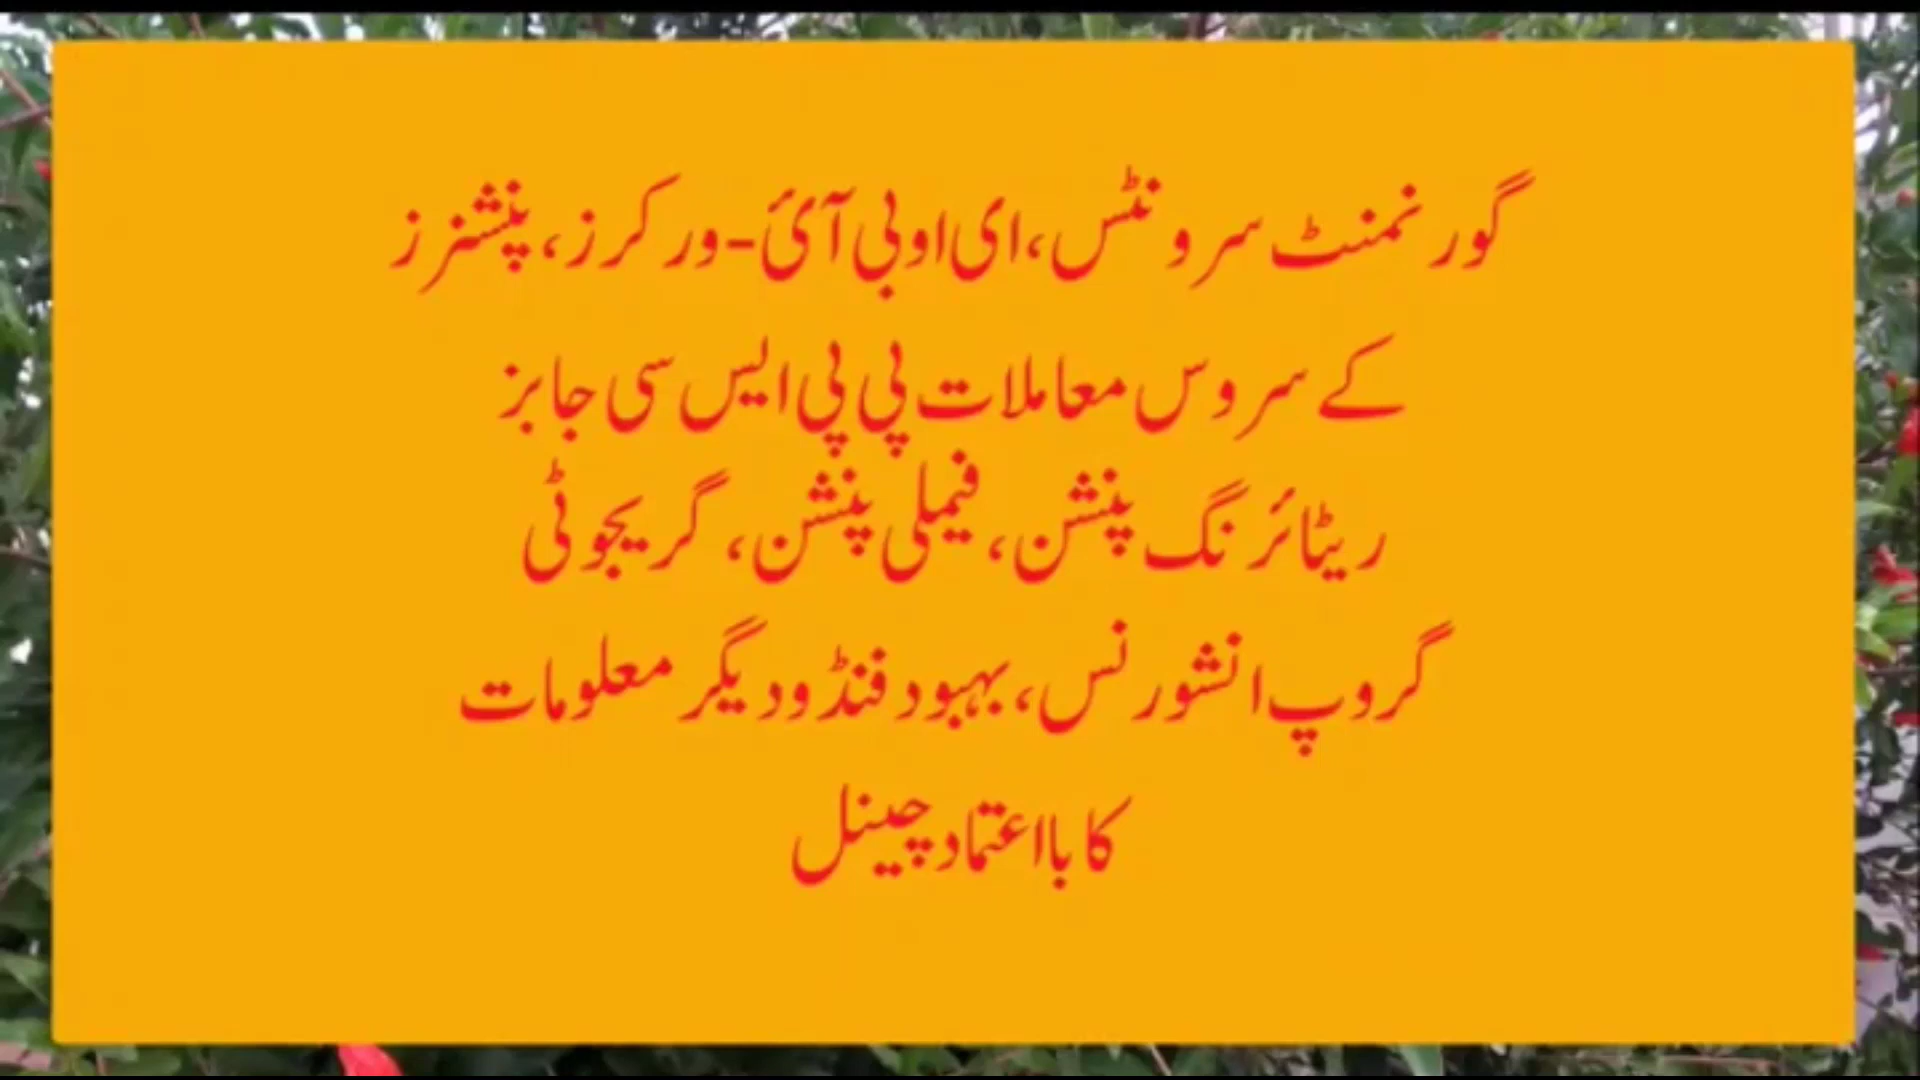 گورنمنٹ سرونٹس، ای او بی آئ-ورکرز، پنشنرز
کے سروس معاملات پی پی ایس سی جابز
ریٹائرنگ پنشن، فیملی پنشن، گریجوٹی
گروپ انشورنس، بہبود فنڈ و دیگر معلومات
کا بااعتماد چینل